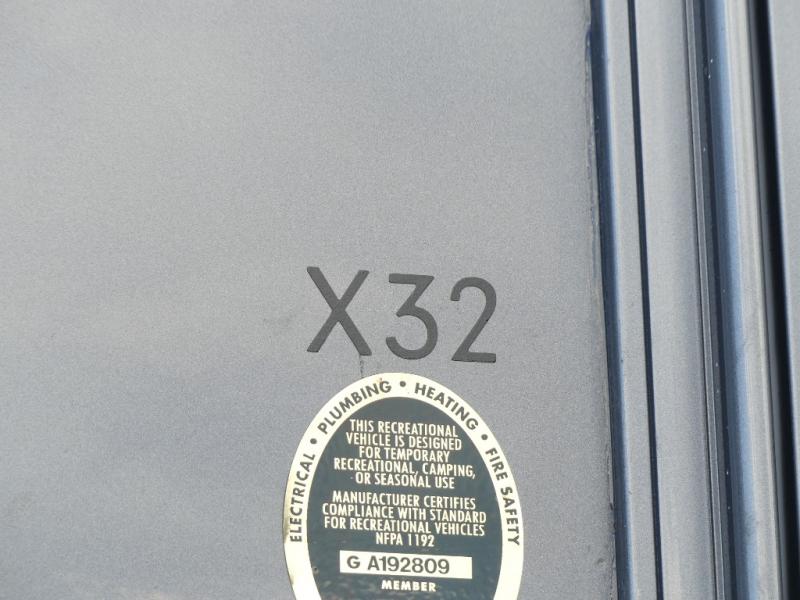 X32
ELECTRICAL • PLUMBING • HEATING • FIRE SAFETY
THIS RECREATIONAL
VEHICLE IS DESIGNED
FOR TEMPORARY
RECREATIONAL, CAMPING,
OR SEASONAL USE
MANUFACTURER CERTIFIES
COMPLIANCE WITH STANDARD
FOR RECREATIONAL VEHICLES
NFPA 1192
G A192809
MEMBER